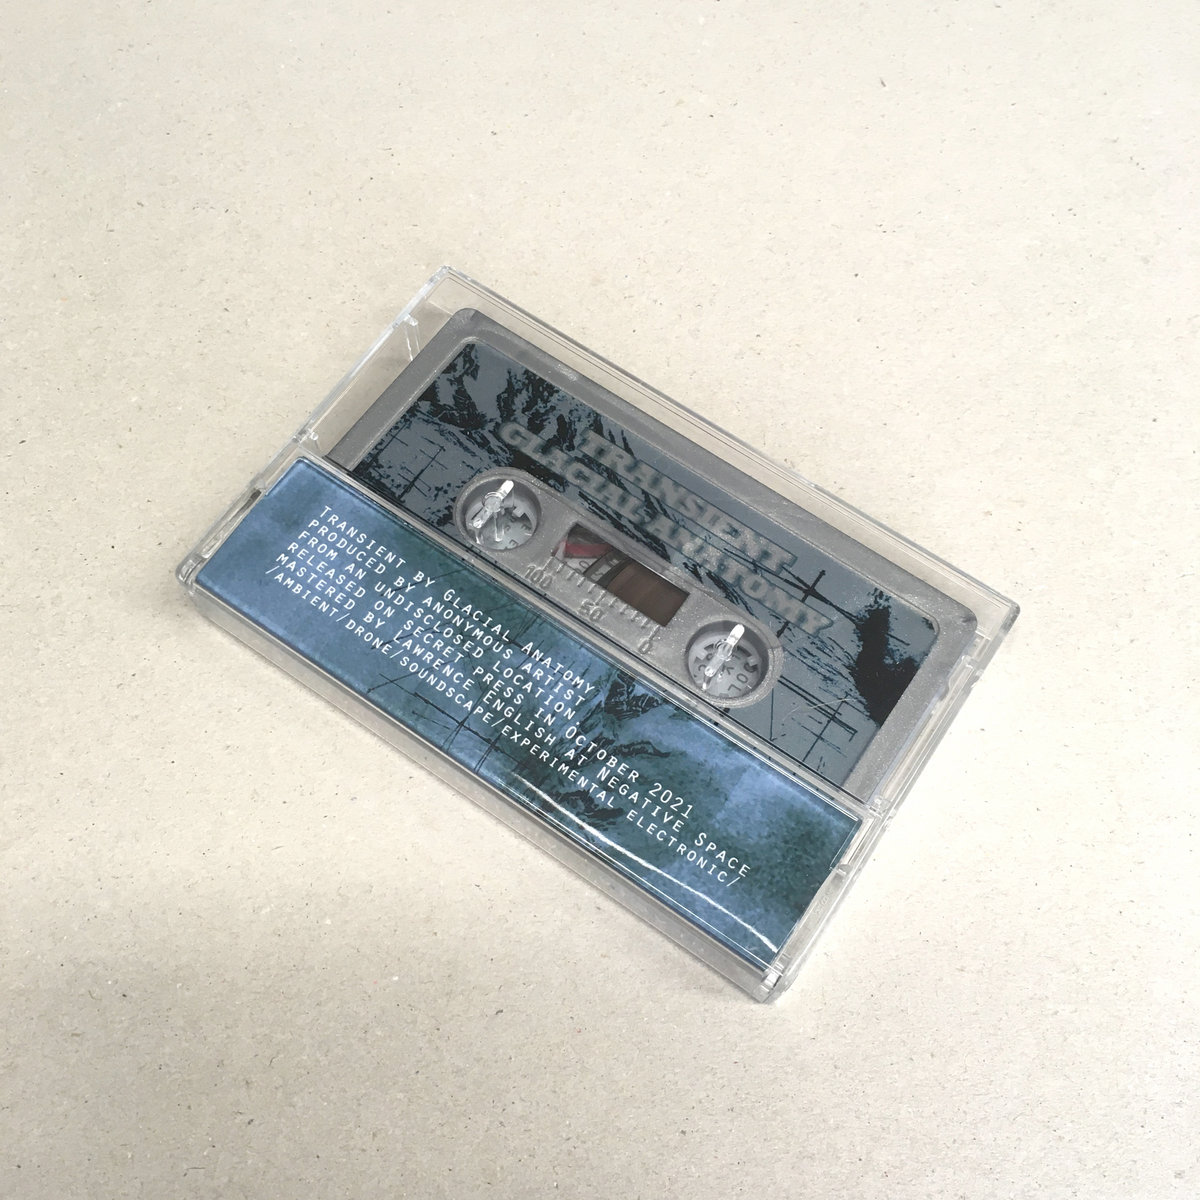 TRANSIENT
GLACIAL ANATOMY
100 50 0
TRANSIENT BY GLACIAL ANATOMY
PRODUCED BY ANONYMOUS ARTIST
FROM AN UNDISCLOSED LOCATION.
RELEASED ON SECRET PRESS IN OCTOBER 2021
MASTERED BY LAWRENCE ENGLISH AT NEGATIVE SPACE
/AMBIENT/DRONE/SOUNDSCAPE/EXPERIMENTAL ELECTRONIC/